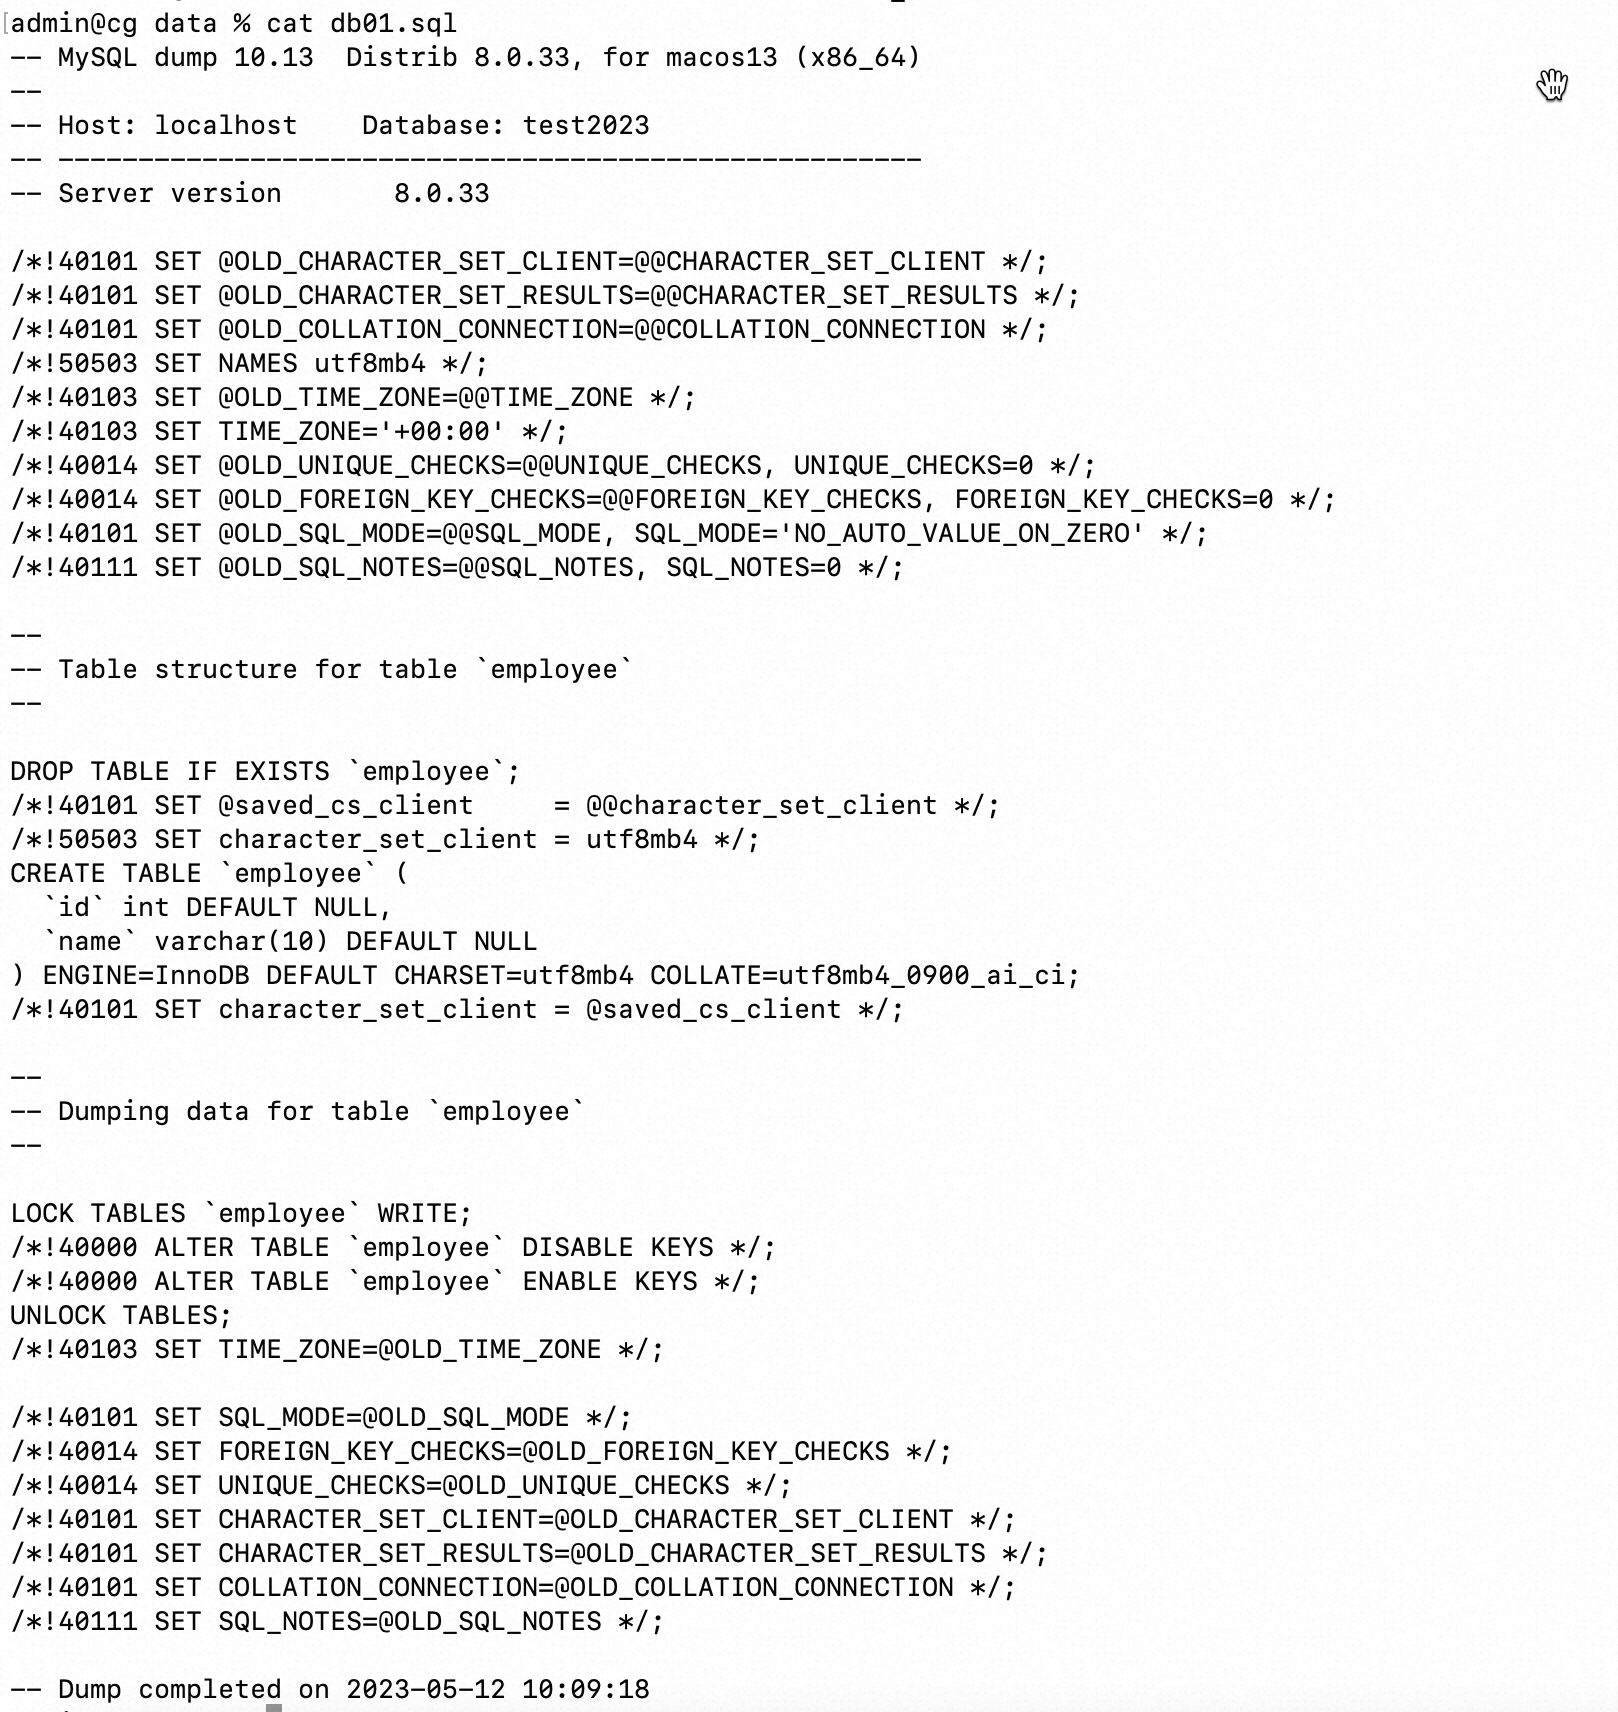 admin@cg data % cat db01.sql
-- MySQL dump 10.13  Distrib 8.0.33, for macos13 (x86_64)
--
-- Host: localhost    Database: test2023
-- ------------------------------------------------------
-- Server version       8.0.33

/*!40101 SET @OLD_CHARACTER_SET_CLIENT=@@CHARACTER_SET_CLIENT */;
/*!40101 SET @OLD_CHARACTER_SET_RESULTS=@@CHARACTER_SET_RESULTS */;
/*!40101 SET @OLD_COLLATION_CONNECTION=@@COLLATION_CONNECTION */;
/*!50503 SET NAMES utf8mb4 */;
/*!40103 SET @OLD_TIME_ZONE=@@TIME_ZONE */;
/*!40103 SET TIME_ZONE='+00:00' */;
/*!40014 SET @OLD_UNIQUE_CHECKS=@@UNIQUE_CHECKS, UNIQUE_CHECKS=0 */;
/*!40014 SET @OLD_FOREIGN_KEY_CHECKS=@@FOREIGN_KEY_CHECKS, FOREIGN_KEY_CHECKS=0 */;
/*!40101 SET @OLD_SQL_MODE=@@SQL_MODE, SQL_MODE='NO_AUTO_VALUE_ON_ZERO' */;
/*!40111 SET @OLD_SQL_NOTES=@@SQL_NOTES, SQL_NOTES=0 */;

--
-- Table structure for table `employee`
--

DROP TABLE IF EXISTS `employee`;
/*!40101 SET @saved_cs_client     = @@character_set_client */;
/*!50503 SET character_set_client = utf8mb4 */;
CREATE TABLE `employee` (
  `id` int DEFAULT NULL,
  `name` varchar(10) DEFAULT NULL
) ENGINE=InnoDB DEFAULT CHARSET=utf8mb4 COLLATE=utf8mb4_0900_ai_ci;
/*!40101 SET character_set_client = @saved_cs_client */;

--
-- Dumping data for table `employee`
--

LOCK TABLES `employee` WRITE;
/*!40000 ALTER TABLE `employee` DISABLE KEYS */;
/*!40000 ALTER TABLE `employee` ENABLE KEYS */;
UNLOCK TABLES;
/*!40103 SET TIME_ZONE=@OLD_TIME_ZONE */;

/*!40101 SET SQL_MODE=@OLD_SQL_MODE */;
/*!40014 SET FOREIGN_KEY_CHECKS=@OLD_FOREIGN_KEY_CHECKS */;
/*!40014 SET UNIQUE_CHECKS=@OLD_UNIQUE_CHECKS */;
/*!40101 SET CHARACTER_SET_CLIENT=@OLD_CHARACTER_SET_CLIENT */;
/*!40101 SET CHARACTER_SET_RESULTS=@OLD_CHARACTER_SET_RESULTS */;
/*!40101 SET COLLATION_CONNECTION=@OLD_COLLATION_CONNECTION */;
/*!40111 SET SQL_NOTES=@OLD_SQL_NOTES */;

-- Dump completed on 2023-05-12 10:09:18